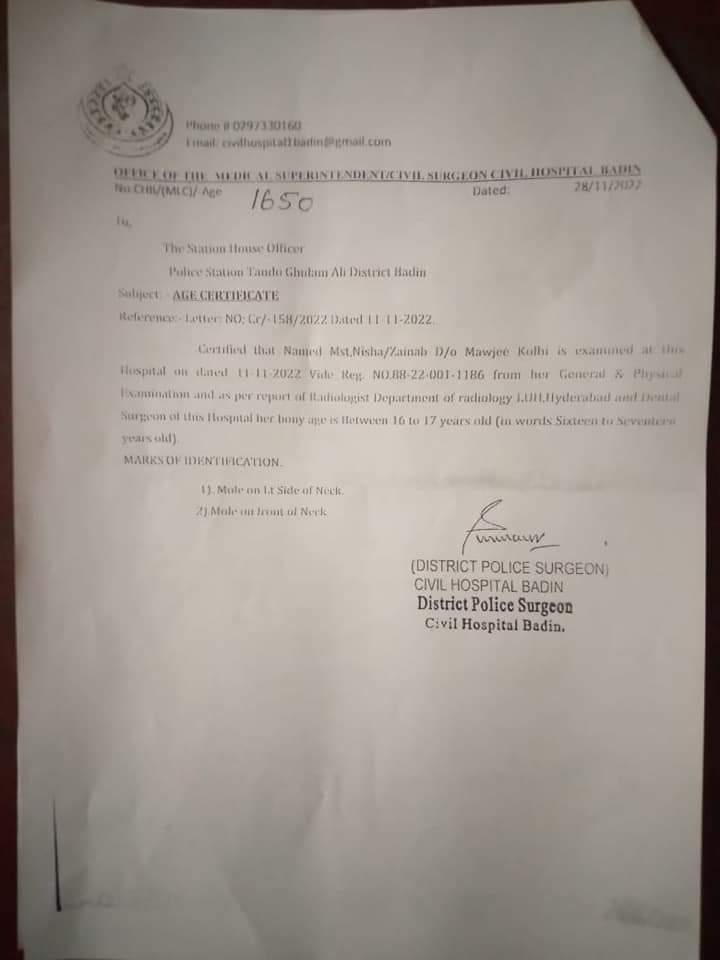 Phone # 0297330160
Email: civilhospital1badin@gmail.com
OFFICE OF THE MEDICAL SUPERINTENDENT/CIVIL SURGEON CIVIL HOSPITAL BADIN
No.CHB/(MLC)/-Age 1650 Dated: 28/11/2022
To,
The Station House Officer
Police Station Tando Ghulam Ali District Badin
Subject: - AGE CERTIFICATE
Reference:- Letter: NO; Cr/-158/2022 Dated 11-11-2022.
Certified that Named Mst,Nisha/Zainab D/o Mawjee Kolhi is examined at this
Hospital on dated 11-11-2022 Vide Reg. NO.88-22-001-1186 from her General & Physical
Examination and as per report of Radiologist Department of radiology LUH,Hyderabad and Dental
Surgeon of this Hospital her bony age is Between 16 to 17 years old (in words Sixteen to Seventeen
years old).
MARKS OF IDENTIFICATION.
1). Mole on Lt Side of Neck.
2).Mole on front of Neck
(DISTRICT POLICE SURGEON)
CIVIL HOSPITAL BADIN
District Police Surgeon
Civil Hospital Badin.